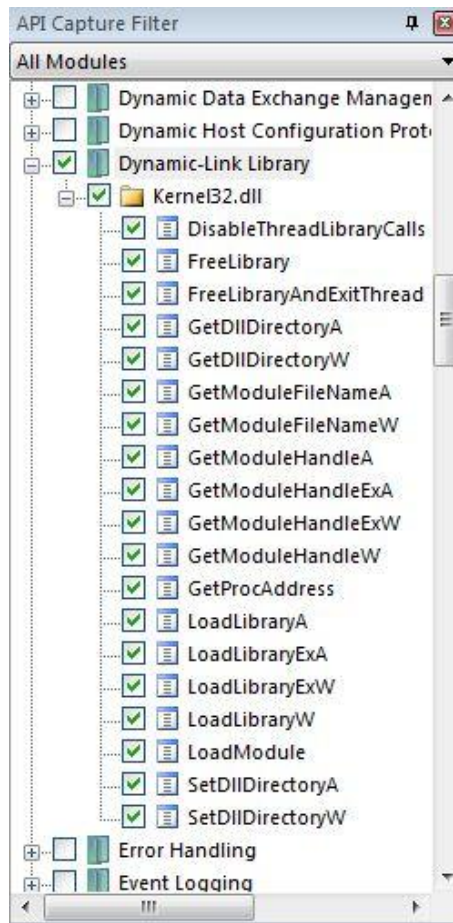 API Capture Filter
All Modules
Dynamic Data Exchange Managem
Dynamic Host Configuration Proto
Dynamic-Link Library
Kernel32.dll
DisableThreadLibraryCalls
FreeLibrary
FreeLibraryAndExitThread
GetDllDirectoryA
GetDllDirectoryW
GetModuleFileNameA
GetModuleFileNameW
GetModuleHandleA
GetModuleHandleExA
GetModuleHandleExW
GetModuleHandleW
GetProcAddress
LoadLibraryA
LoadLibraryExA
LoadLibraryExW
LoadLibraryW
LoadModule
SetDllDirectoryA
SetDllDirectoryW
Error Handling
Event Logging